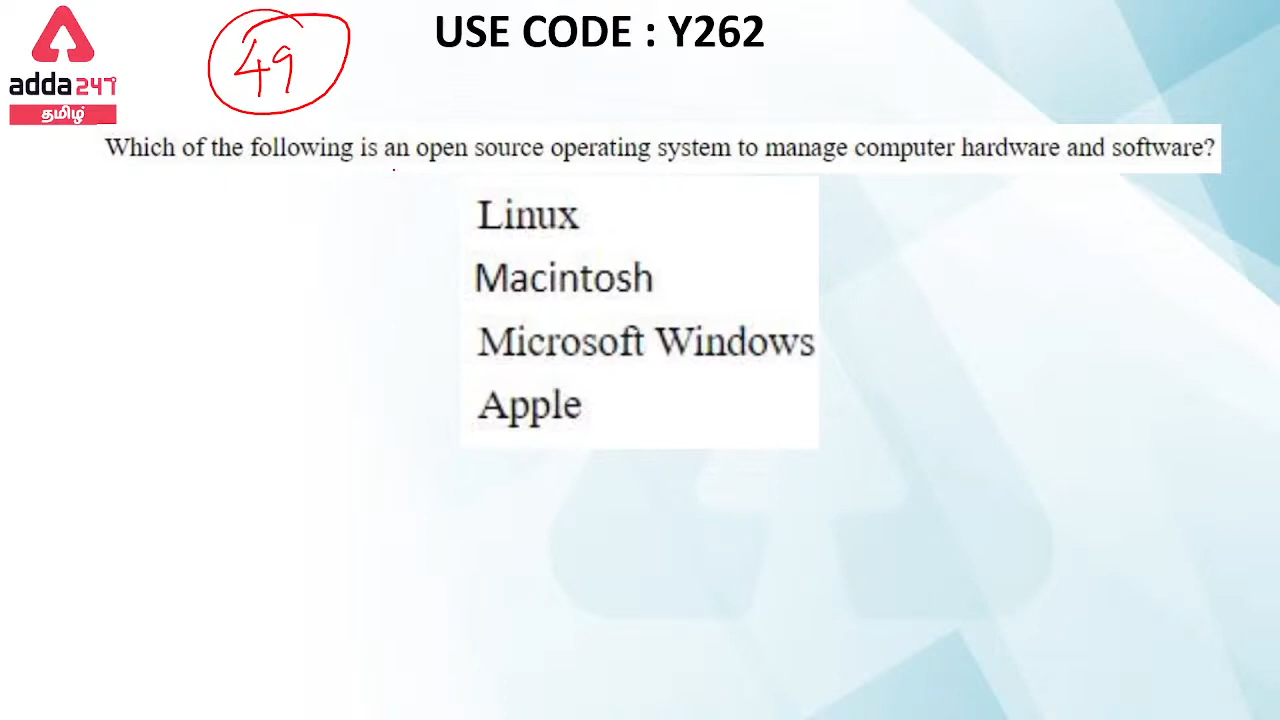 USE CODE : Y262
49
adda247
தமிழ்
Which of the following is an open source operating system to manage computer hardware and software?
Linux
Macintosh
Microsoft Windows
Apple